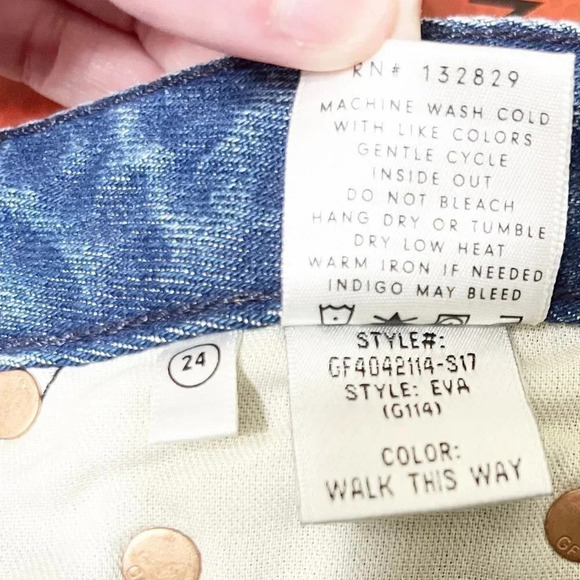 RN# 132829
MACHINE WASH COLD
WITH LIKE COLORS
GENTLE CYCLE
INSIDE OUT
DO NOT BLEACH
HANG DRY OR TUMBLE
DRY LOW HEAT
WARM IRON IF NEEDED
INDIGO MAY BLEED
24
STYLE#:
GF4042114-S17
STYLE: EVA
(G114)
COLOR:
WALK THIS WAY